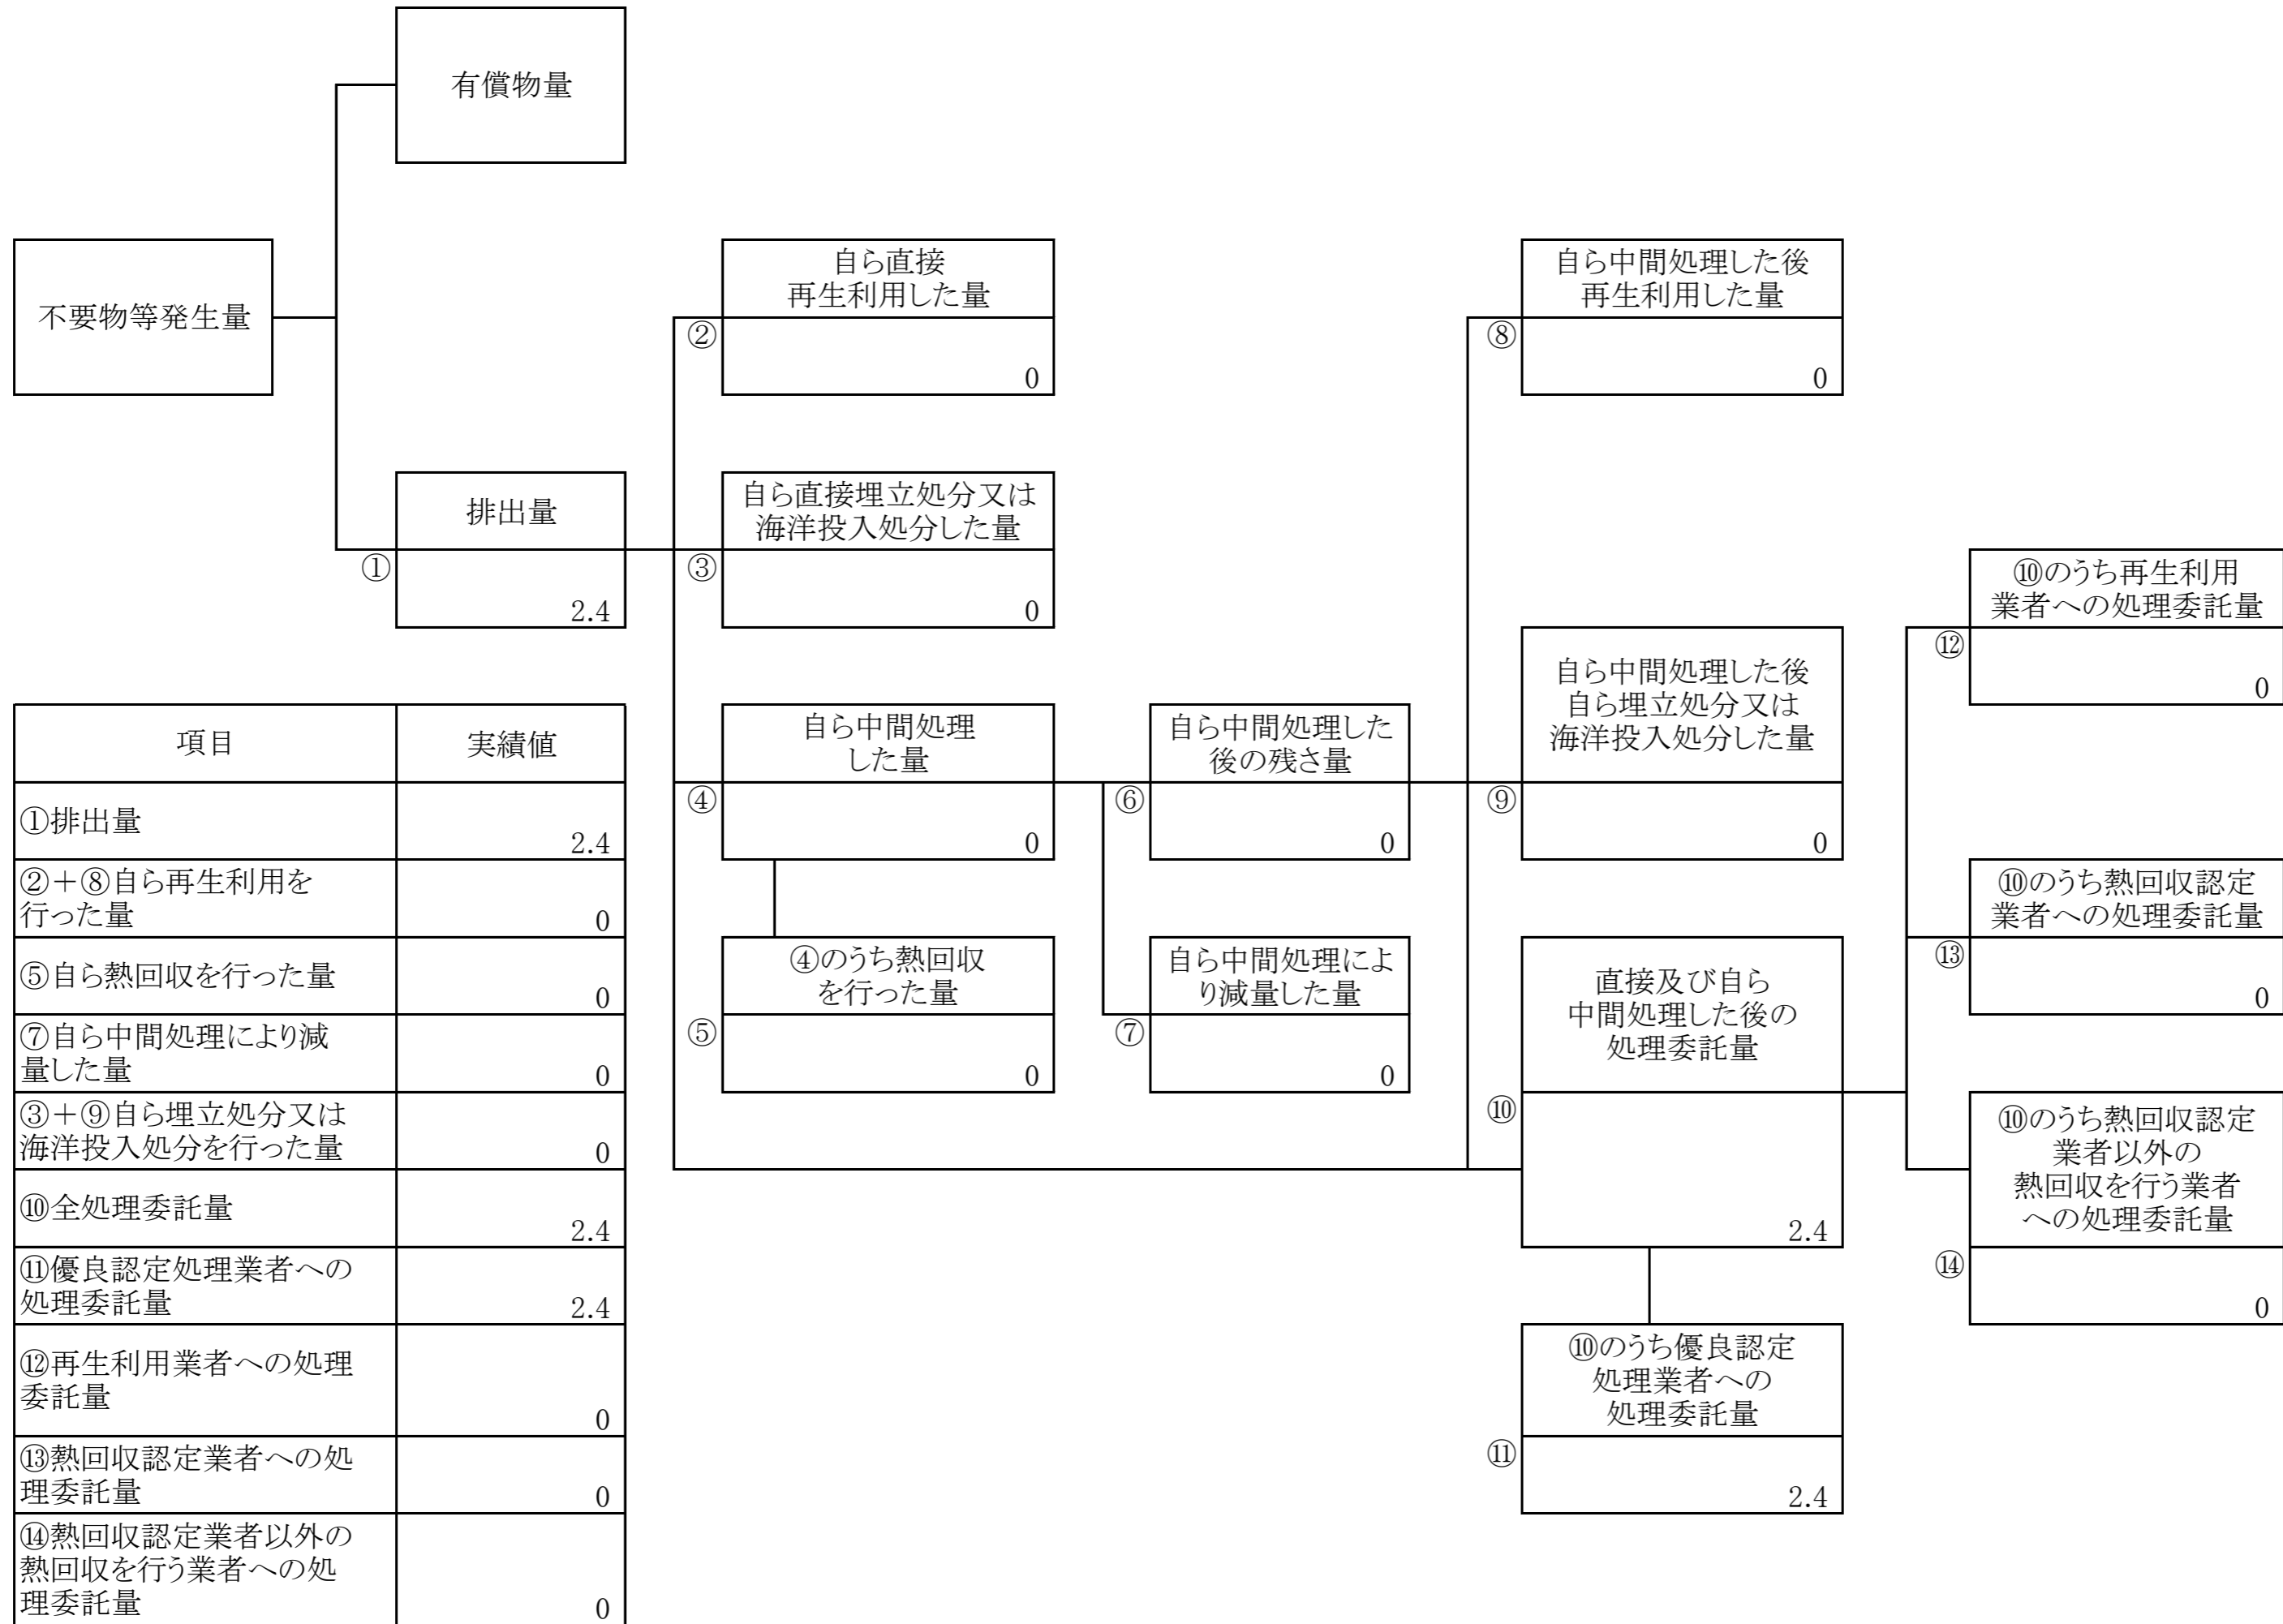 有償物量
不要物等発生量
自ら直接
再生利用した量
②
0
自ら中間処理した後
再生利用した量
⑧
0
排出量
①
2.4
自ら直接埋立処分又は
海洋投入処分した量
③
0
⑩のうち再生利用
業者への処理委託量
⑫
0
自ら中間処理
した量
④
0
自ら中間処理した
後の残さ量
⑥
0
自ら中間処理した後
自ら埋立処分又は
海洋投入処分した量
⑨
0
⑩のうち熱回収認定
業者への処理委託量
⑬
0
④のうち熱回収
を行った量
⑤
0
自ら中間処理によ
り減量した量
⑦
0
直接及び自ら
中間処理した後の
処理委託量
⑩
2.4
⑩のうち熱回収認定
業者以外の
熱回収を行う業者
への処理委託量
⑭
0
⑩のうち優良認定
処理業者への
処理委託量
⑪
2.4
項目 実績値
①排出量
2.4
②＋⑧自ら再生利用を
行った量 0
⑤自ら熱回収を行った量
0
⑦自ら中間処理により減
量した量 0
③＋⑨自ら埋立処分又は
海洋投入処分を行った量 0
⑩全処理委託量
2.4
⑪優良認定処理業者への
処理委託量 2.4
⑫再生利用業者への処理
委託量
0
⑬熱回収認定業者への処
理委託量 0
⑭熱回収認定業者以外の
熱回収を行う業者への処
理委託量 0